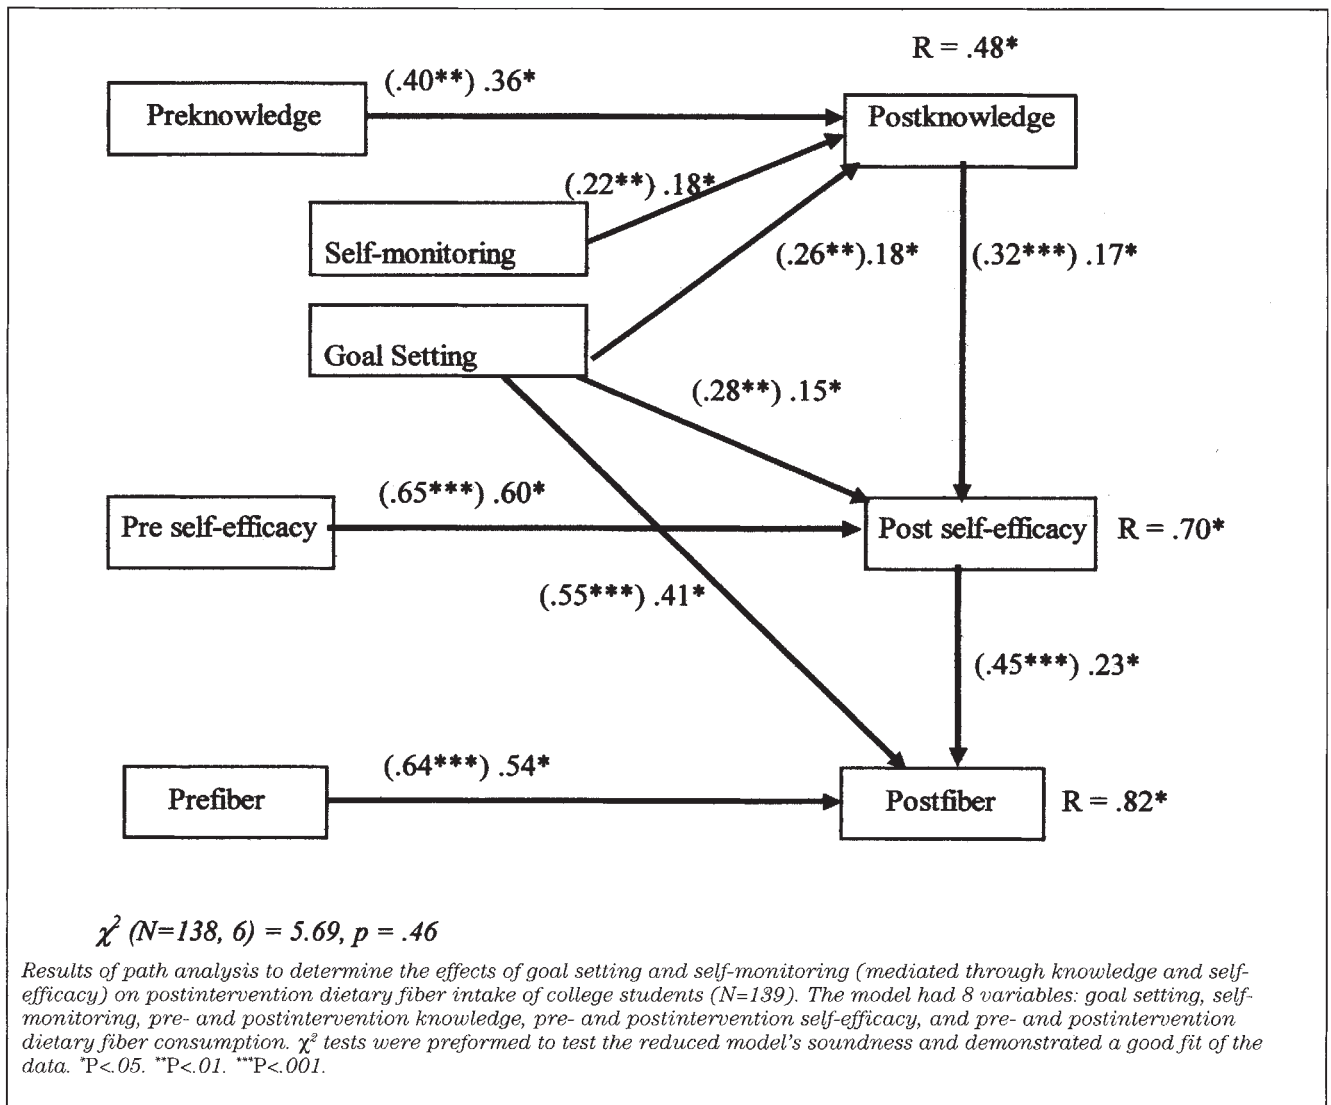 R = .48*
(.40**) .36*
Preknowledge
Postknowledge
(.22**) .18*
Self-monitoring
(.26**).18*
(.32***) .17*
Goal Setting
(.28**) .15*
(.65***) .60*
Pre self-efficacy
Post self-efficacy
R = .70*
(.55***) .41*
(.45***) .23*
(.64***) .54*
Prefiber
Postfiber
R = .82*
χ² (N=138, 6) = 5.69, p = .46
Results of path analysis to determine the effects of goal setting and self-monitoring (mediated through knowledge and self-
efficacy) on postintervention dietary fiber intake of college students (N=139). The model had 8 variables: goal setting, self-
monitoring, pre- and postintervention knowledge, pre- and postintervention self-efficacy, and pre- and postintervention
dietary fiber consumption. χ² tests were preformed to test the reduced model's soundness and demonstrated a good fit of the
data. *P<.05. **P<.01. ***P<.001.